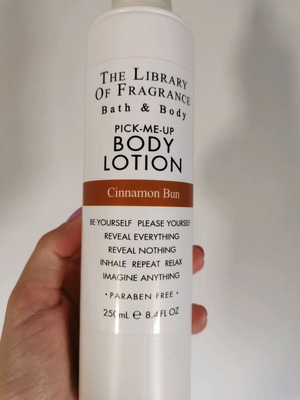 THE LIBRARY
OF FRAGRANCE
Bath & Body
PICK-ME-UP
BODY
LOTION
Cinnamon Bun
BE YOURSELF PLEASE YOURSELF
REVEAL EVERYTHING
REVEAL NOTHING
INHALE REPEAT RELAX
IMAGINE ANYTHING
• PARABEN FREE •
250mL e 8.4 FL OZ